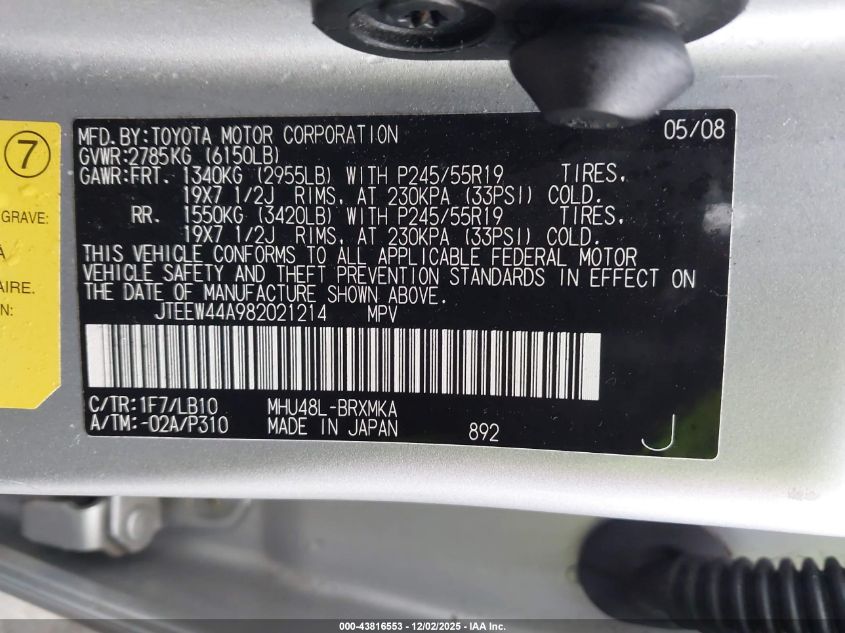 7
GRAVE:
AIRE.
N:
MFD.BY:TOYOTA MOTOR CORPORATION 05/08
GVWR:2785KG (6150LB)
GAWR:FRT. 1340KG (2955LB) WITH P245/55R19 TIRES,
19X7 1/2J RIMS, AT 230KPA (33PSI) COLD.
RR. 1550KG (3420LB) WITH P245/55R19 TIRES,
19X7 1/2J RIMS, AT 230KPA (33PSI) COLD.
THIS VEHICLE CONFORMS TO ALL APPLICABLE FEDERAL MOTOR
VEHICLE SAFETY AND THEFT PREVENTION STANDARDS IN EFFECT ON
THE DATE OF MANUFACTURE SHOWN ABOVE.
JTEEW44A982021214 MPV
C/TR:1F7/LB10 MHU48L-BRXMKA
A/TM:-02A/P310 MADE IN JAPAN 892 J
000-43816553 - 12/02/2025 - IAA Inc.